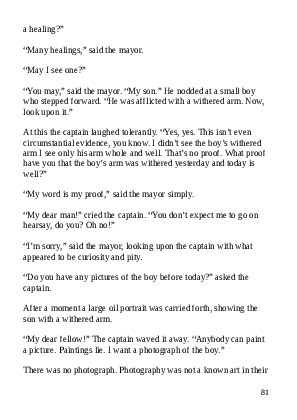 a healing?”
“Many healings,” said the mayor.
“May I see one?”
“You may,” said the mayor. “My son.” He nodded at a small boy
who stepped forward. “He was afflicted with a withered arm. Now,
look upon it.”
At this the captain laughed tolerantly. “Yes, yes. This isn’t even
circumstantial evidence, you know. I didn’t see the boy’s withered
arm I see only his arm whole and well. That’s no proof. What proof
have you that the boy’s arm was withered yesterday and today is
well?”
“My word is my proof,” said the mayor simply.
“My dear man!” cried the captain. “You don’t expect me to go on
hearsay, do you? Oh no!”
“I’m sorry,” said the mayor, looking upon the captain with what
appeared to be curiosity and pity.
“Do you have any pictures of the boy before today?” asked the
captain.
After a moment a large oil portrait was carried forth, showing the
son with a withered arm.
“My dear fellow!” The captain waved it away. “Anybody can paint
a picture. Paintings lie. I want a photograph of the boy.”
There was no photograph. Photography was not a known art in their
81